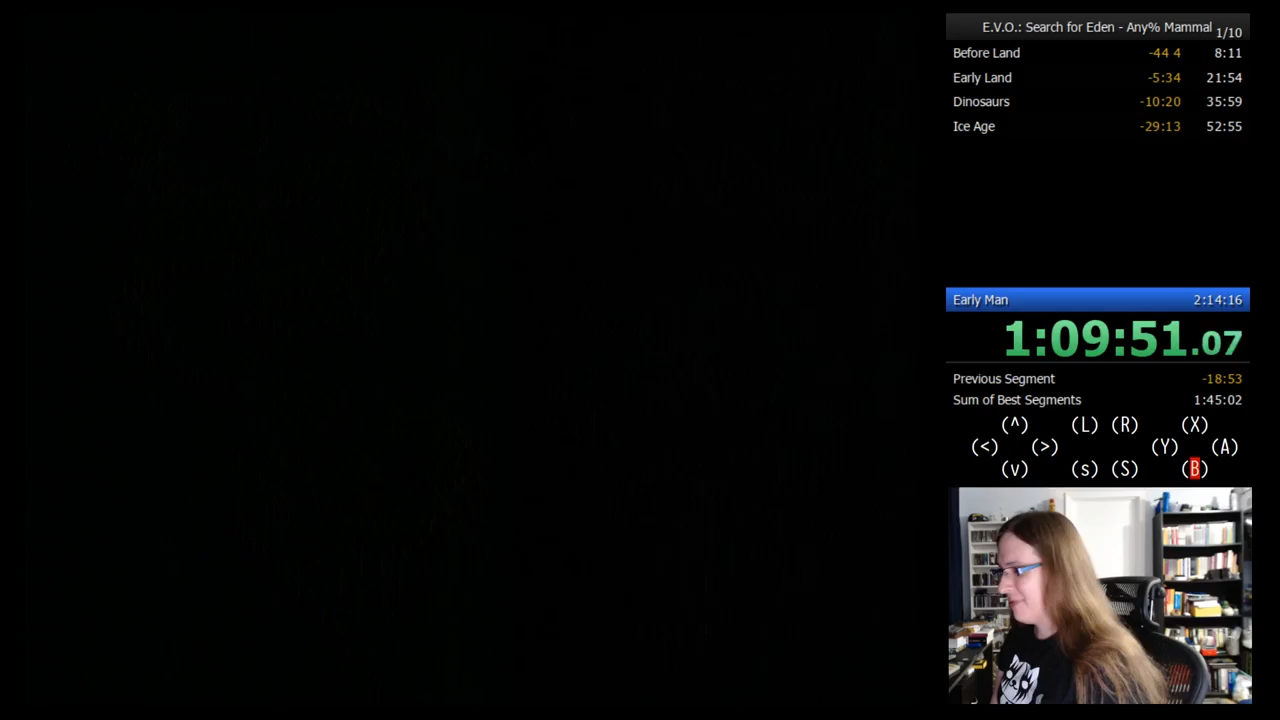 E.V.O.: Search for Eden - Any% Mammal 1/10
Before Land -44 4 8:11
Early Land -5:34 21:54
Dinosaurs -10:20 35:59
Ice Age -29:13 52:55
Early Man 2:14:16
1:09:51.07
Previous Segment -18:53
Sum of Best Segments 1:45:02
(^) (L) (R) (X)
(<) (>) (Y) (A)
(v) (s) (S) (B)